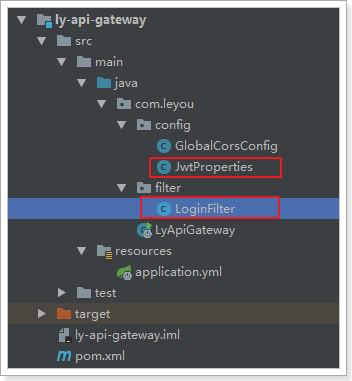 ly-api-gateway
src
main
java
com.leyou
config
GlobalCorsConfig
JwtProperties
filter
LoginFilter
LyApiGateway
resources
application.yml
test
target
ly-api-gateway.iml
pom.xml